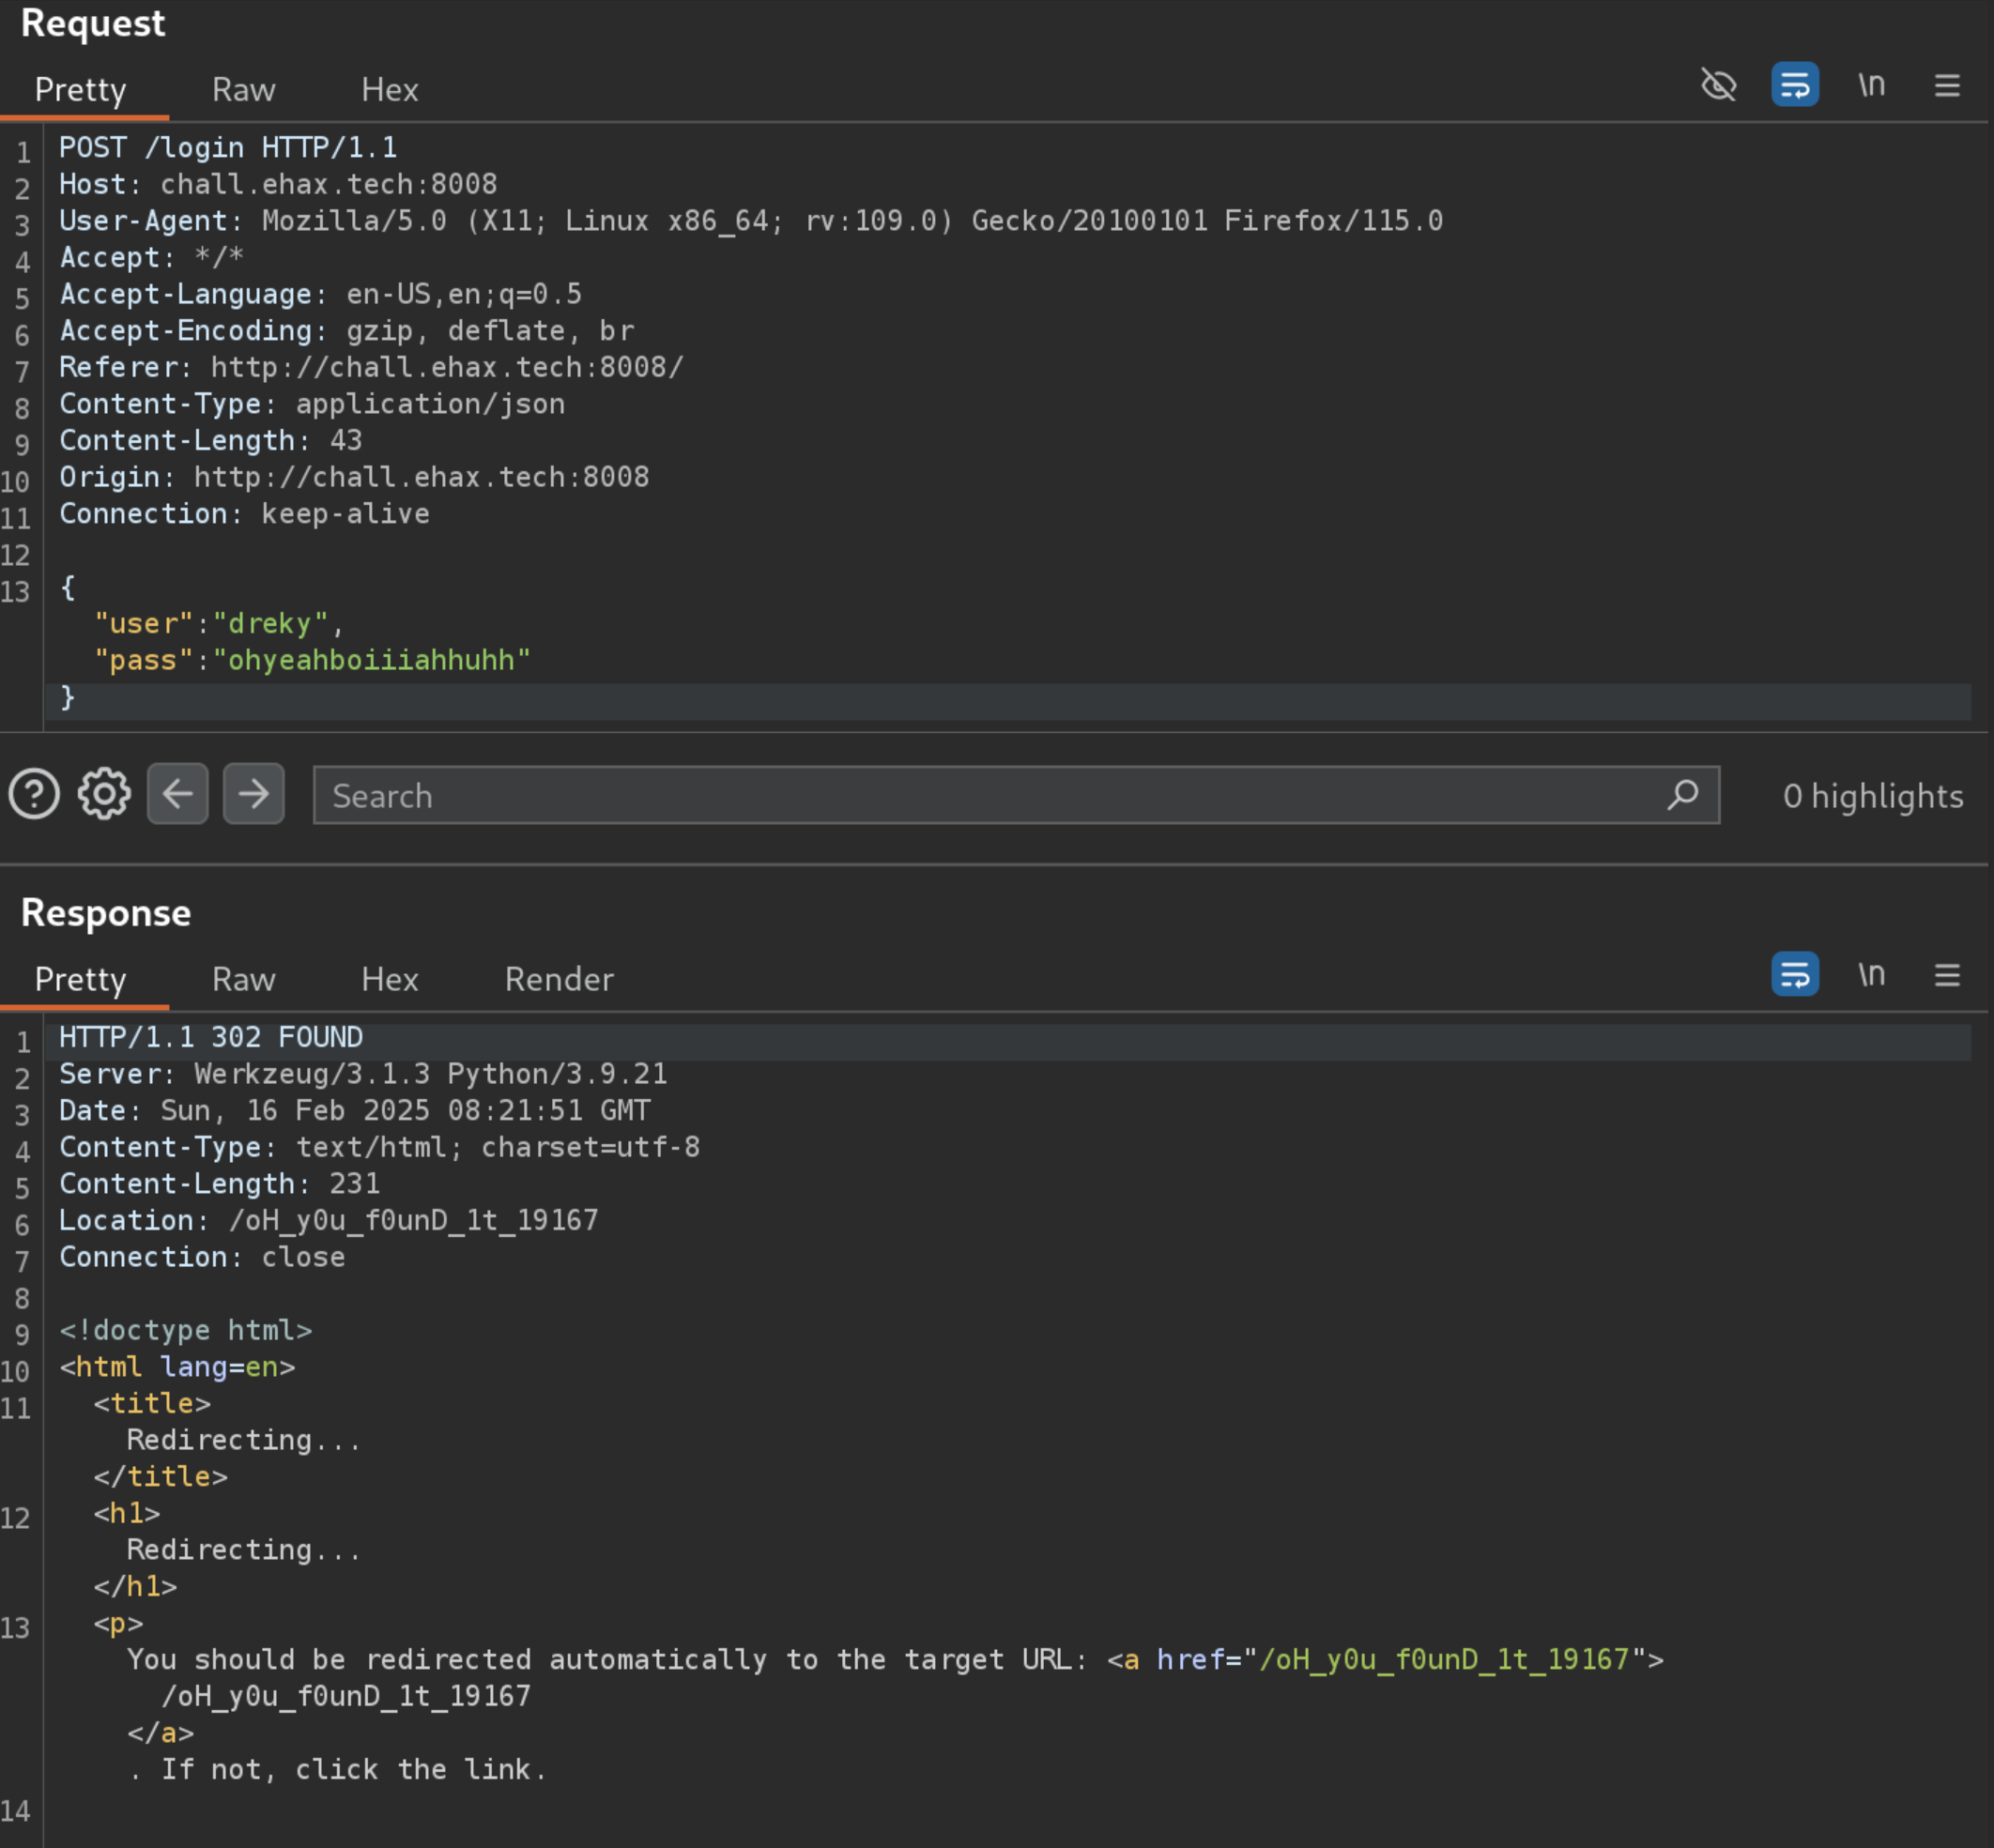 Request
Pretty Raw Hex \n
1 POST /login HTTP/1.1
2 Host: chall.ehax.tech:8008
3 User-Agent: Mozilla/5.0 (X11; Linux x86_64; rv:109.0) Gecko/20100101 Firefox/115.0
4 Accept: */*
5 Accept-Language: en-US,en;q=0.5
6 Accept-Encoding: gzip, deflate, br
7 Referer: http://chall.ehax.tech:8008/
8 Content-Type: application/json
9 Content-Length: 43
10 Origin: http://chall.ehax.tech:8008
11 Connection: keep-alive
12
13 {
"user":"dreky",
"pass":"ohyeahboiiiahhuhh"
}
? Search 0 highlights
Response
Pretty Raw Hex Render \n
1 HTTP/1.1 302 FOUND
2 Server: Werkzeug/3.1.3 Python/3.9.21
3 Date: Sun, 16 Feb 2025 08:21:51 GMT
4 Content-Type: text/html; charset=utf-8
5 Content-Length: 231
6 Location: /oH_y0u_f0unD_1t_19167
7 Connection: close
8
9 <!doctype html>
10 <html lang=en>
11 <title>
Redirecting...
</title>
12 <h1>
Redirecting...
</h1>
13 <p>
You should be redirected automatically to the target URL: <a href="/oH_y0u_f0unD_1t_19167">
/oH_y0u_f0unD_1t_19167
</a>
. If not, click the link.
14